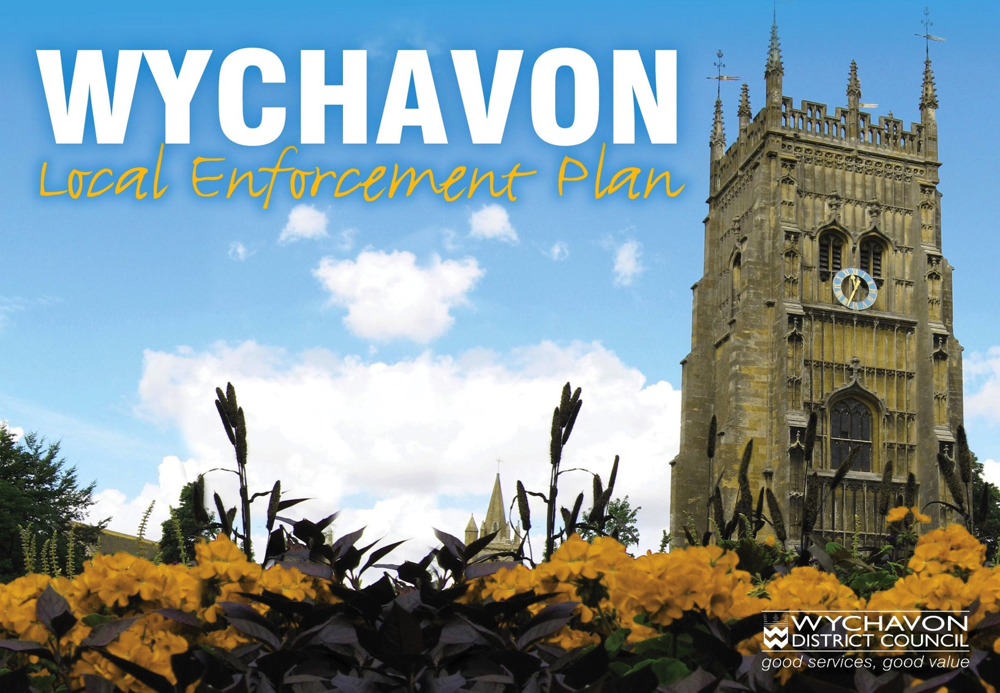 WYCHAVON
Local Enforcement Plan
WYCHAVON
DISTRICT COUNCIL
good services, good value